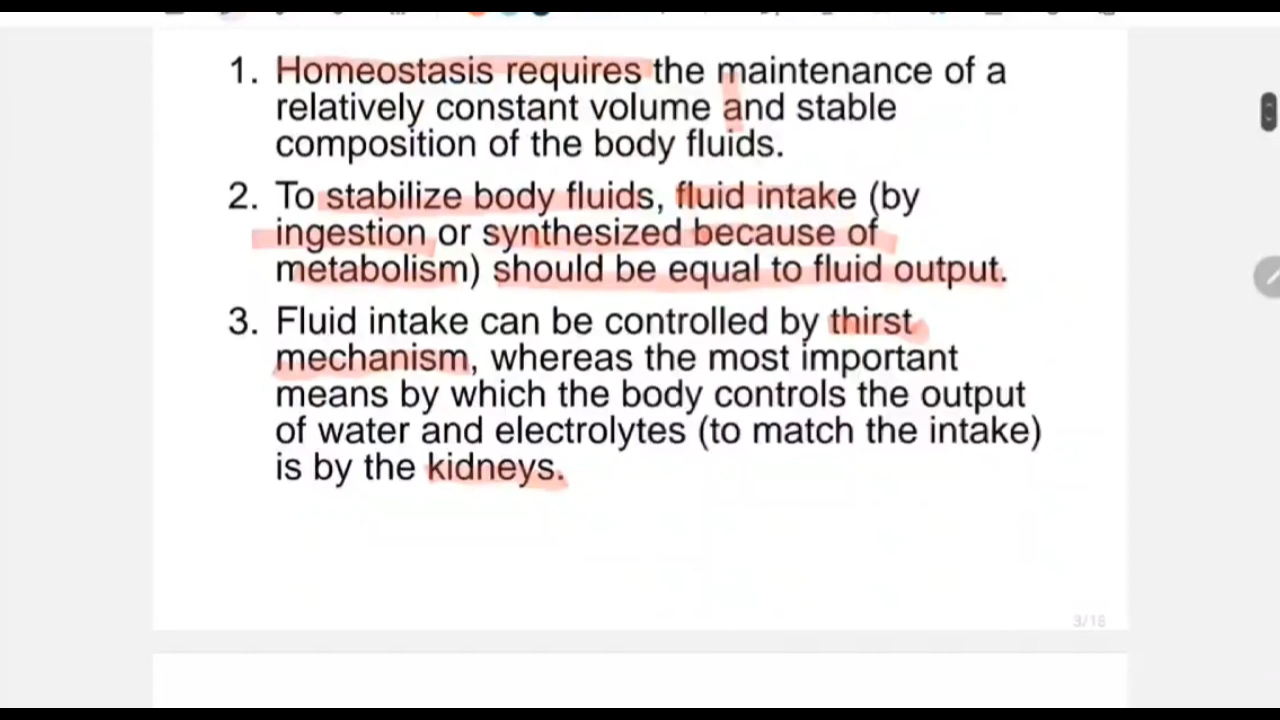 1. Homeostasis requires the maintenance of a
relatively constant volume and stable
composition of the body fluids.
2. To stabilize body fluids, fluid intake (by
ingestion or synthesized because of
metabolism) should be equal to fluid output.
3. Fluid intake can be controlled by thirst
mechanism, whereas the most important
means by which the body controls the output
of water and electrolytes (to match the intake)
is by the kidneys.
3/18